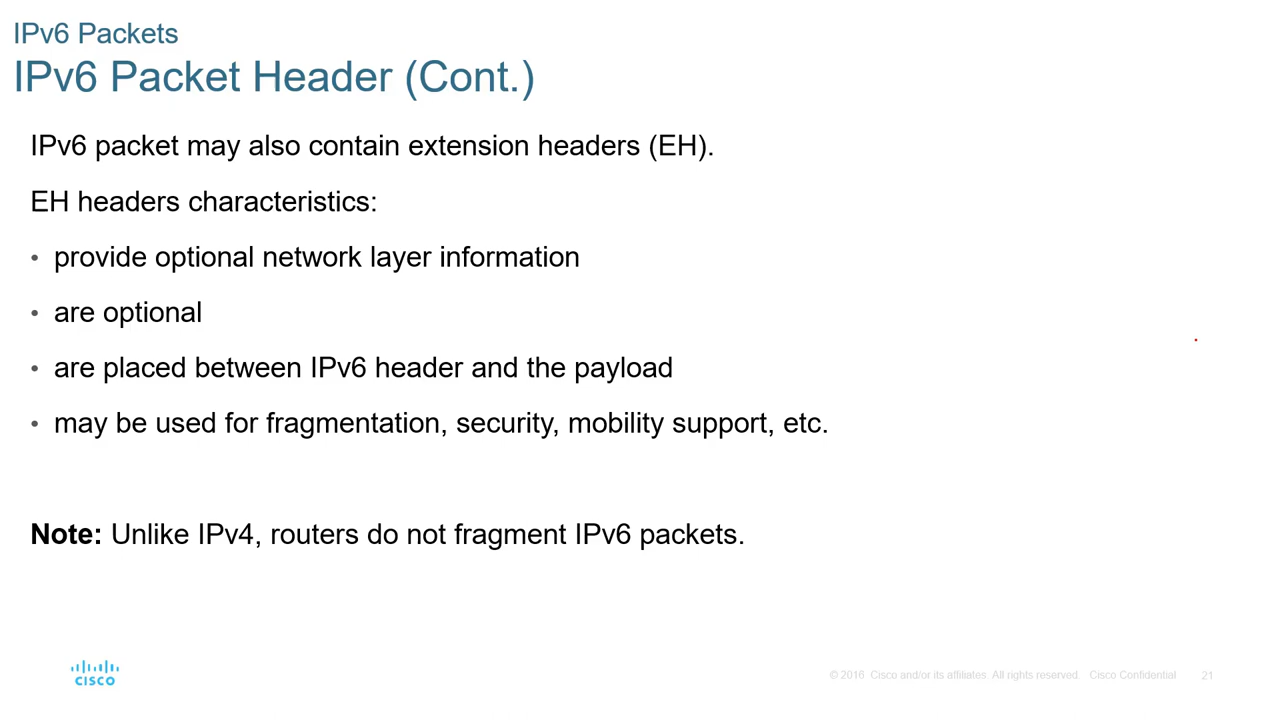 IPv6 Packets
IPv6 Packet Header (Cont.)
IPv6 packet may also contain extension headers (EH).
EH headers characteristics:
• provide optional network layer information
• are optional
• are placed between IPv6 header and the payload
• may be used for fragmentation, security, mobility support, etc.
Note: Unlike IPv4, routers do not fragment IPv6 packets.
CISCO
© 2016 Cisco and/or its affiliates. All rights reserved. Cisco Confidential 21